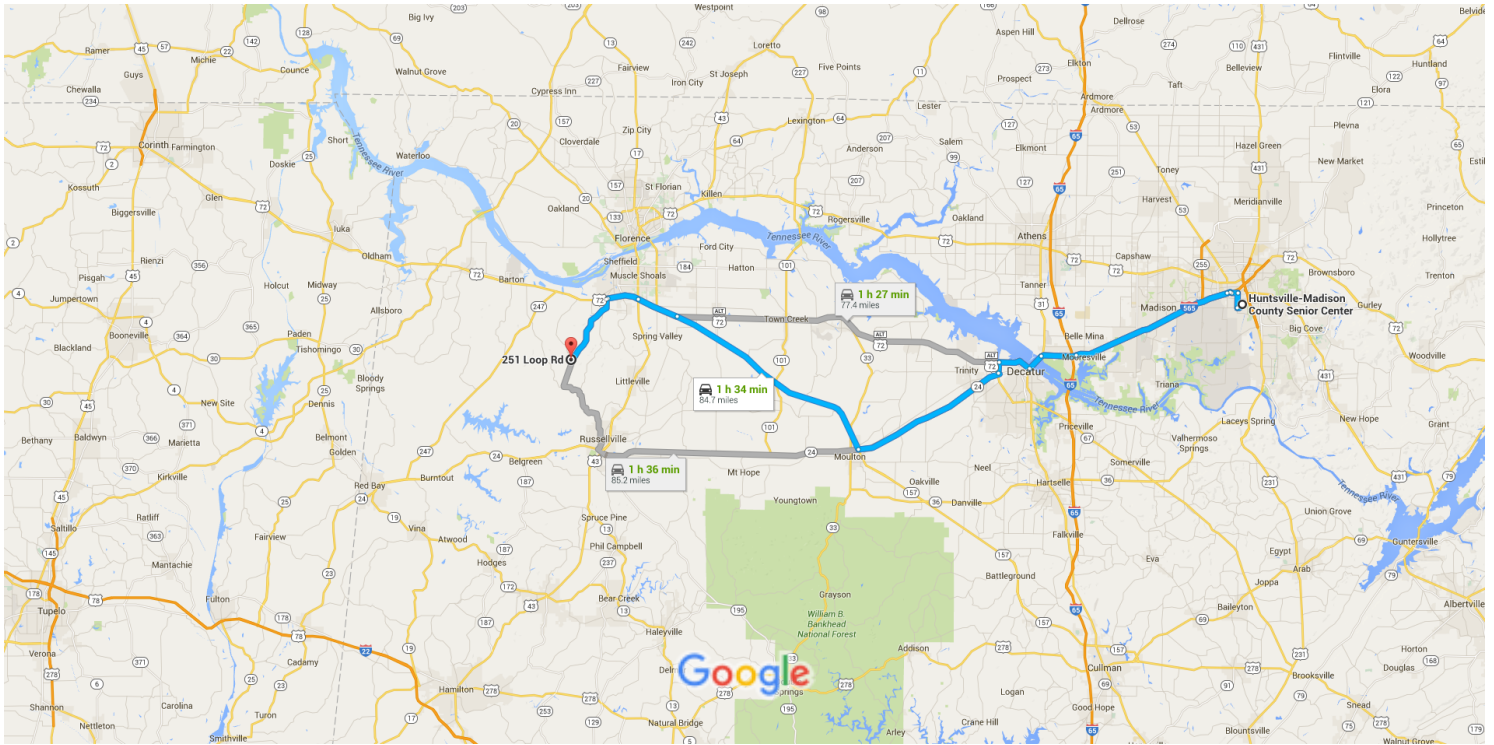 Westpoint
Big Ivy
Dellrose
Aspen Hill
Belvidere
Ramer
Michie
Loretto
Fairview
Five Points
Elkton
Flintville
Guys
Counce
Walnut Grove
Iron City
St Joseph
Prospect
Taft
Belleview
Huntland
Chewalla
Cypress Inn
Ardmore
Ardmore
Elora
Lester
Zip City
Lexington
Plevna
Corinth
Farmington
Short
Tennessee River
Waterloo
Cloverdale
Anderson
Salem
Elkmont
Hazel Green
New Market
Doskie
Toney
Kossuth
Glen
St Florian
Killen
Harvest
Meridianville
Biggersville
Iuka
Oakland
Rogersville
Oakland
Princeton
Florence
Tennessee River
Athens
Hollytree
Rienzi
Oldham
Sheffield
Ford City
Capshaw
Pisgah
Muscle Shoals
Hatton
Brownsboro
Trenton
Jumpertown
Holcut
Midway
Barton
Tanner
Madison
1 h 27 min
77.4 miles
Huntsville-Madison
County Senior Center
Gurley
Allsboro
Booneville
Town Creek
Big Cove
Paden
Spring Valley
Belle Mina
Blackland
Tishomingo
Mooresville
Woodville
251 Loop Rd
Trinity
Decatur
Bloody
Springs
Littleville
1 h 34 min
84.7 miles
Triana
Tennessee River
New Site
Dennis
Priceville
Laceys Spring
New Hope
Grant
Bethany
Baldwyn
Marietta
Belmont
Golden
Russellville
Moulton
Valhermoso
Springs
Belgreen
Somerville
Kirkville
Burntout
1 h 36 min
85.2 miles
Mt Hope
Neel
Oakville
Hartselle
Red Bay
Youngtown
Danville
Tennessee River
Ratliff
Spruce Pine
Union Grove
Saltillo
Fairview
Vina
Falkville
Guntersville
Atwood
Phil Campbell
Eva
Egypt
Arab
Mantachie
Hodges
Battleground
Joppa
Tupelo
Fulton
Bear Creek
Grayson
Baileyton
Albertville
William B.
Bankhead
National Forest
Haleyville
Verona
Addison
Horton
Cadamy
Cullman
Douglas
Google
Hamilton
Springs
Brooksville
Shannon
Carolina
Logan
Snead
Nettleton
Turon
Natural Bridge
Good Hope
Smithville
Arley
Crane Hill
Blountsville
Walnut Grove